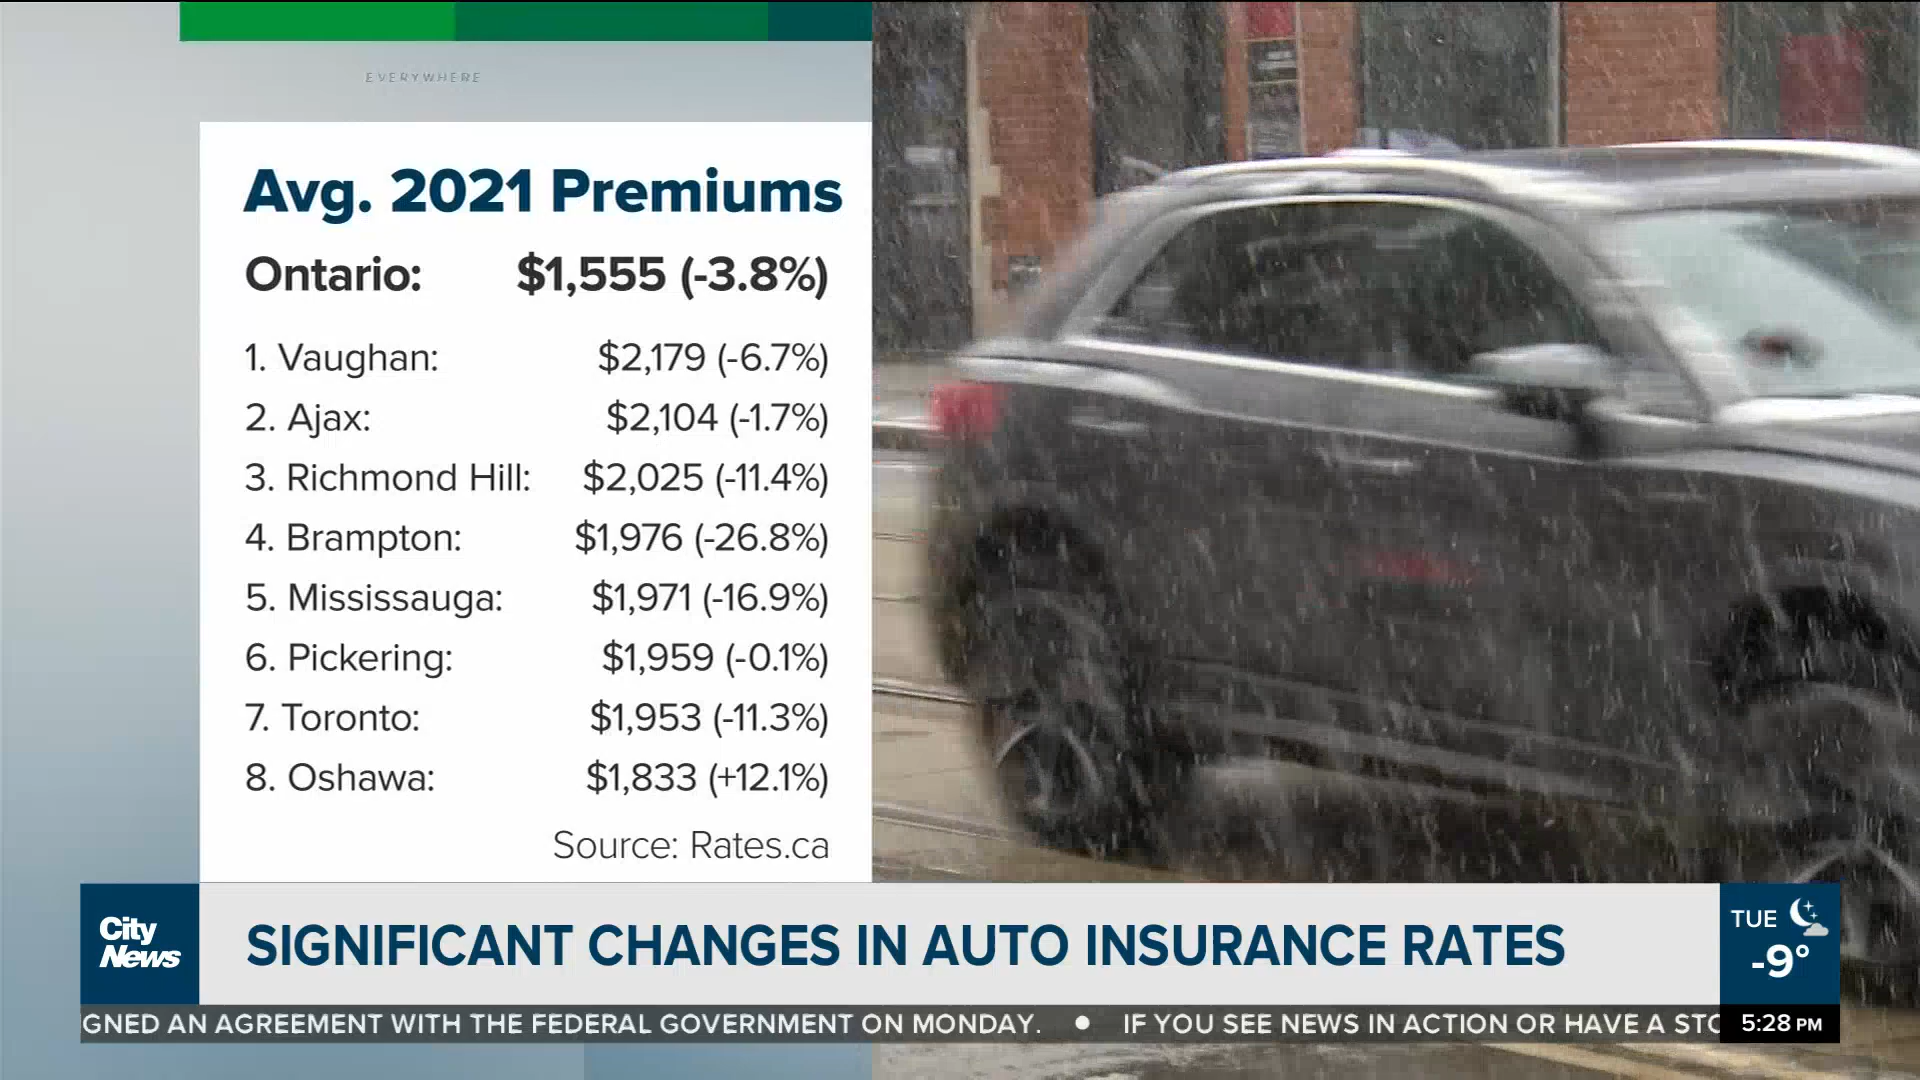 EVERYWHERE
Avg. 2021 Premiums
Ontario: $1,555 (-3.8%)
1. Vaughan: $2,179 (-6.7%)
2. Ajax: $2,104 (-1.7%)
3. Richmond Hill: $2,025 (-11.4%)
4. Brampton: $1,976 (-26.8%)
5. Mississauga: $1,971 (-16.9%)
6. Pickering: $1,959 (-0.1%)
7. Toronto: $1,953 (-11.3%)
8. Oshawa: $1,833 (+12.1%)
Source: Rates.ca
City
News
SIGNIFICANT CHANGES IN AUTO INSURANCE RATES
TUE
-9°
GNED AN AGREEMENT WITH THE FEDERAL GOVERNMENT ON MONDAY. • IF YOU SEE NEWS IN ACTION OR HAVE A STO
5:28 PM